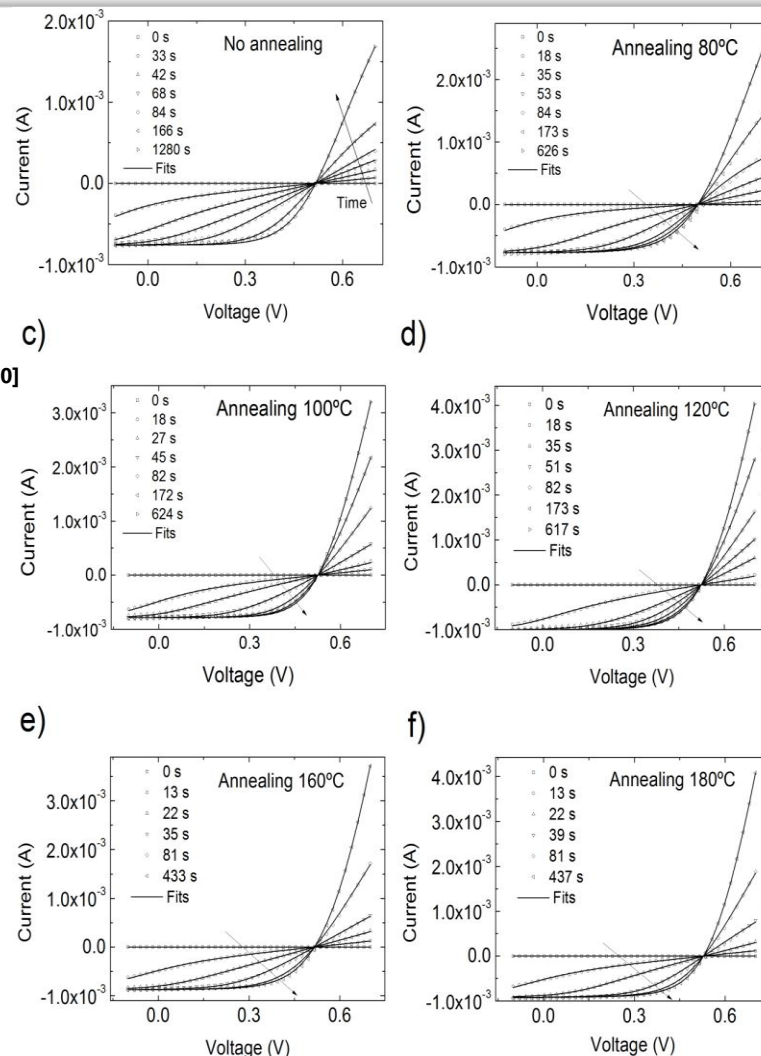 2.0x10⁻³
1.0x10⁻³
0.0
-1.0x10⁻³
Current (A)
0 s
33 s
42 s
68 s
84 s
166 s
1280 s
Fits
No annealing
Time
0.0 0.3 0.6
Voltage (V)
2.0x10⁻³
1.0x10⁻³
0.0
-1.0x10⁻³
Current (A)
0 s
18 s
35 s
53 s
84 s
173 s
626 s
Fits
Annealing 80ºC
0.0 0.3 0.6
Voltage (V)
c)
d)
0]
3.0x10⁻³
2.0x10⁻³
1.0x10⁻³
0.0
-1.0x10⁻³
Current (A)
0 s
18 s
27 s
45 s
82 s
172 s
624 s
Fits
Annealing 100ºC
0.0 0.3 0.6
Voltage (V)
4.0x10⁻³
3.0x10⁻³
2.0x10⁻³
1.0x10⁻³
0.0
-1.0x10⁻³
Current (A)
0 s
18 s
35 s
51 s
82 s
173 s
617 s
Fits
Annealing 120ºC
0.0 0.3 0.6
Voltage (V)
e)
f)
3.0x10⁻³
2.0x10⁻³
1.0x10⁻³
0.0
-1.0x10⁻³
Current (A)
0 s
13 s
22 s
35 s
81 s
433 s
Fits
Annealing 160ºC
0.0 0.3 0.6
Voltage (V)
4.0x10⁻³
3.0x10⁻³
2.0x10⁻³
1.0x10⁻³
0.0
-1.0x10⁻³
Current (A)
0 s
13 s
22 s
39 s
81 s
437 s
Fits
Annealing 180ºC
0.0 0.3 0.6
Voltage (V)